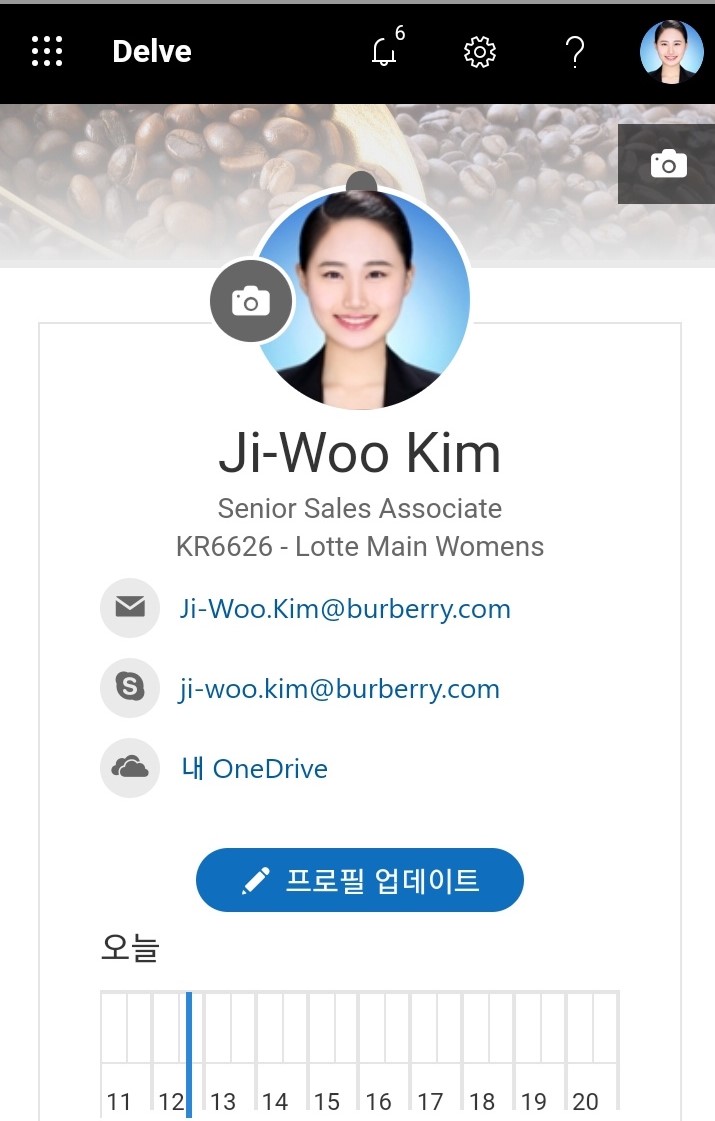 Delve
6
Ji-Woo Kim
Senior Sales Associate
KR6626 - Lotte Main Womens
Ji-Woo.Kim@burberry.com
ji-woo.kim@burberry.com
내 OneDrive
프로필 업데이트
오늘
11 12 13 14 15 16 17 18 19 20